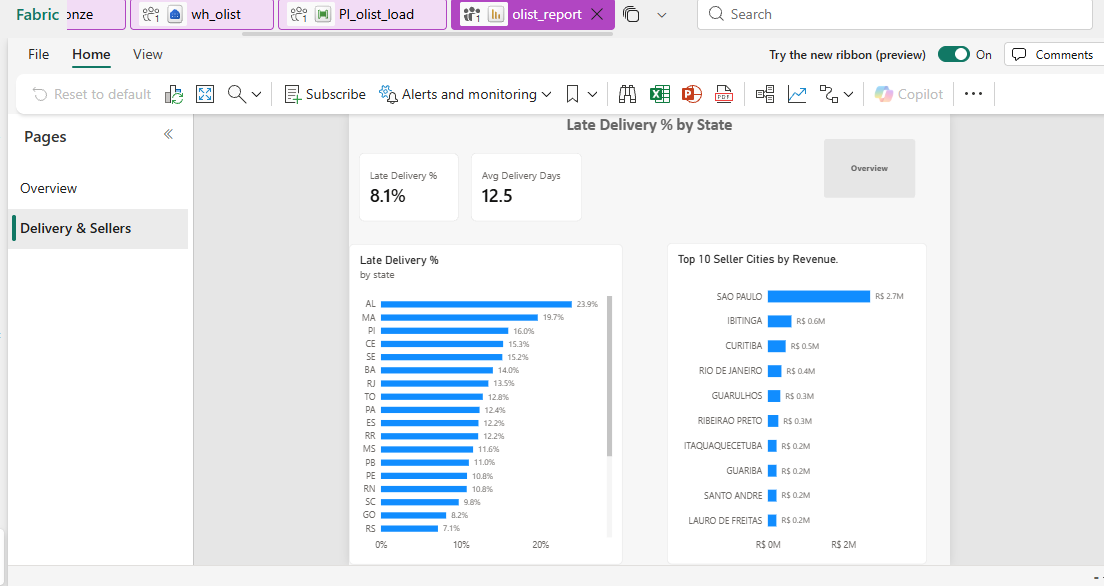 Fabric
onze
wh_olist
Pl_olist_load
olist_report
Search
File
Home
View
Try the new ribbon (preview)
On
Comments
Reset to default
Subscribe
Alerts and monitoring
Copilot
Pages
Overview
Delivery & Sellers
Late Delivery % by State
Late Delivery %
8.1%
Avg Delivery Days
12.5
Overview
Late Delivery %
by state
AL 23.9%
MA 19.7%
PI 16.0%
CE 15.3%
SE 15.2%
BA 14.0%
RJ 13.5%
TO 12.8%
PA 12.4%
ES 12.2%
RR 12.2%
MS 11.6%
PB 11.0%
PE 10.8%
RN 10.8%
SC 9.8%
GO 8.2%
RS 7.1%
0% 10% 20%
Top 10 Seller Cities by Revenue.
SAO PAULO R$ 2.7M
IBITINGA R$ 0.6M
CURITIBA R$ 0.5M
RIO DE JANEIRO R$ 0.4M
GUARULHOS R$ 0.3M
RIBEIRAO PRETO R$ 0.3M
ITAQUAQUECETUBA R$ 0.2M
GUARIBA R$ 0.2M
SANTO ANDRE R$ 0.2M
LAURO DE FREITAS R$ 0.2M
R$ 0M R$ 2M